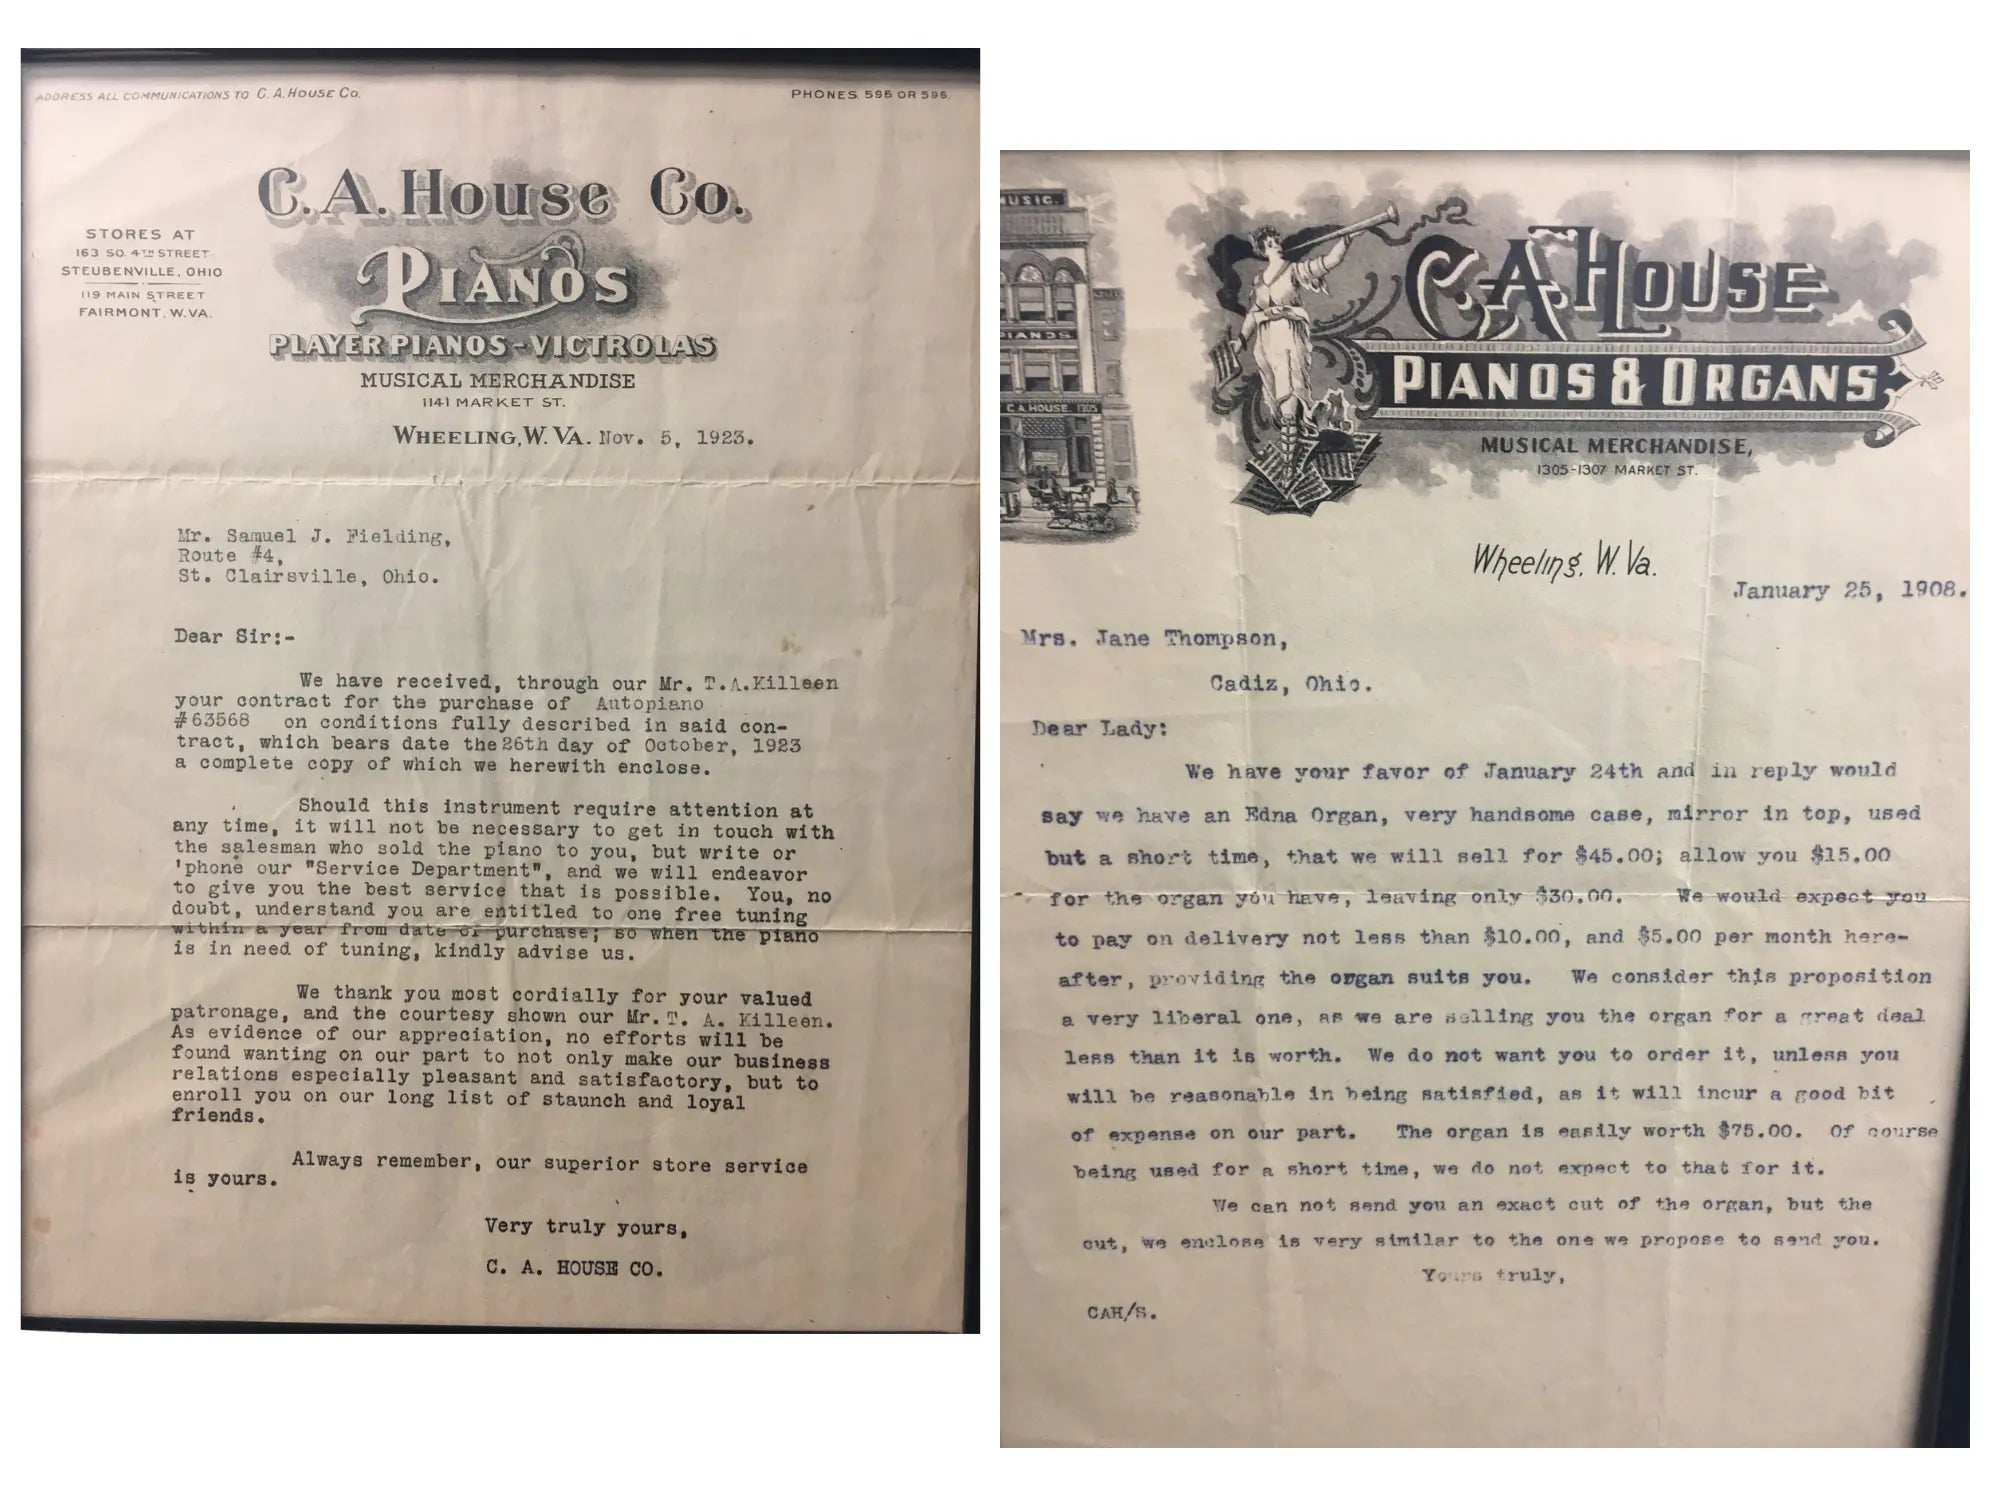 ADDRESS ALL COMMUNICATIONS TO C. A. HOUSE CO.
PHONES 595 OR 596.
C. A. HOUSE CO.
PIANOS
PLAYER PIANOS - VICTROLAS
MUSICAL MERCHANDISE
1141 MARKET ST.
STORES AT
163 SO. 4TH STREET
STEUBENVILLE, OHIO
119 MAIN STREET
FAIRMONT, W. VA.
WHEELING, W. VA. Nov. 5, 1923.
Mr. Samuel J. Fielding,
Route #4,
St. Clairsville, Ohio.
Dear Sir:-
We have received, through our Mr. T.A.Killeen
your contract for the purchase of Autopiano
#63568 on conditions fully described in said con-
tract, which bears date the 26th day of October, 1923
a complete copy of which we herewith enclose.
Should this instrument require attention at
any time, it will not be necessary to get in touch with
the salesman who sold the piano to you, but write or
'phone our "Service Department", and we will endeavor
to give you the best service that is possible. You, no
doubt, understand you are entitled to one free tuning
within a year from date of purchase; so when the piano
is in need of tuning, kindly advise us.
We thank you most cordially for your valued
patronage, and the courtesy shown our Mr. T. A. Killeen.
As evidence of our appreciation, no efforts will be
found wanting on our part to not only make our business
relations especially pleasant and satisfactory, but to
enroll you on our long list of staunch and loyal
friends.
Always remember, our superior store service
is yours.
Very truly yours,
C. A. HOUSE CO.
MUSIC.
PIANOS
C. A. HOUSE. 1305
C. A. HOUSE
PIANOS & ORGANS
MUSICAL MERCHANDISE,
1305-1307 MARKET ST.
Wheeling, W. Va.
January 25, 1908.
Mrs. Jane Thompson,
Cadiz, Ohio.
Dear Lady:
We have your favor of January 24th and in reply would
say we have an Edna Organ, very handsome case, mirror in top, used
but a short time, that we will sell for $45.00; allow you $15.00
for the organ you have, leaving only $30.00. We would expect you
to pay on delivery not less than $10.00, and $5.00 per month here-
after, providing the organ suits you. We consider this proposition
a very liberal one, as we are selling you the organ for a great deal
less than it is worth. We do not want you to order it, unless you
will be reasonable in being satisfied, as it will incur a good bit
of expense on our part. The organ is easily worth $75.00. Of course
being used for a short time, we do not expect to that for it.
We can not send you an exact cut of the organ, but the
cut, we enclose is very similar to the one we propose to send you.
Yours truly,
CAH/S.